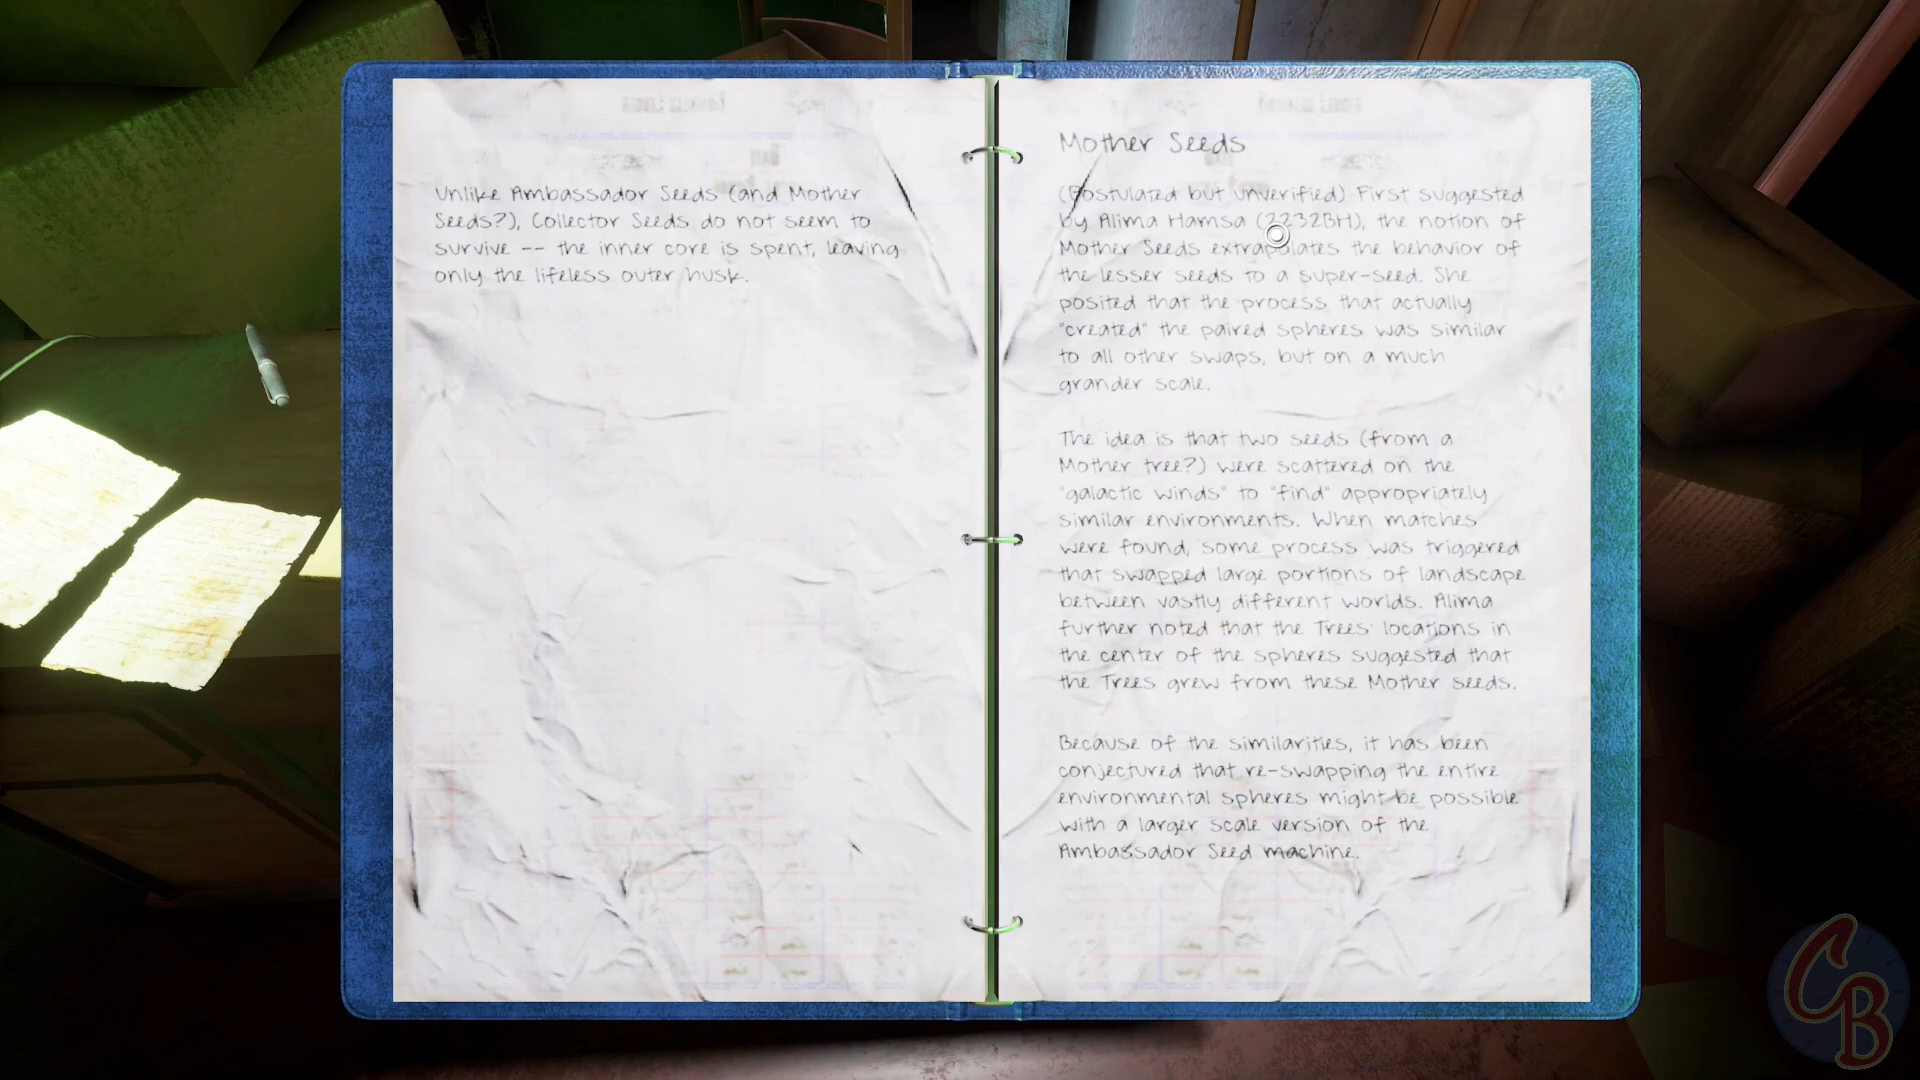 Unlike Ambassador Seeds (and Mother
Seeds?), Collector Seeds do not seem to
survive -- the inner core is spent, leaving
only the lifeless outer husk.
Mother Seeds
(Postulated but unverified) First suggested
by Alima Hamsa (2232BH), the notion of
Mother Seeds extrapolates the behavior of
the lesser seeds to a super-seed. She
posited that the process that actually
"created" the paired spheres was similar
to all other swaps, but on a much
grander scale.
The idea is that two seeds (from a
Mother tree?) were scattered on the
"galactic winds" to "find" appropriately
similar environments. When matches
were found, some process was triggered
that swapped large portions of landscape
between vastly different worlds. Alima
further noted that the Trees' locations in
the center of the spheres suggested that
the Trees grew from these Mother seeds.
Because of the similarities, it has been
conjectured that re-swapping the entire
environmental spheres might be possible
with a larger scale version of the
Ambassador Seed machine.
CB